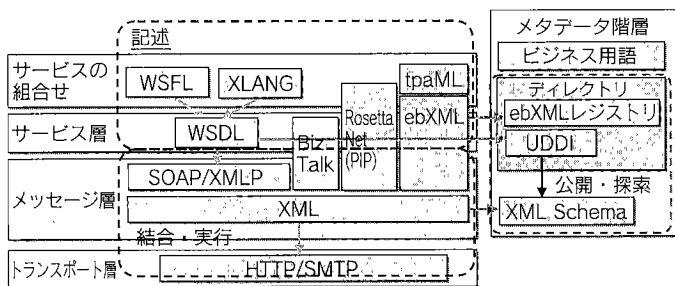 記述
メタデータ階層
ビジネス用語
サービスの
組合せ
WSFL
XLANG
tpaML
ディレクトリ
ebXMLレジストリ
サービス層
WSDL
Biz
Talk
Rosetta
Net
(PIP)
ebXML
UDDI
メッセージ層
SOAP/XMLP
公開・探索
XML
XML Schema
結合・実行
トランスポート層
HTTP/SMTP